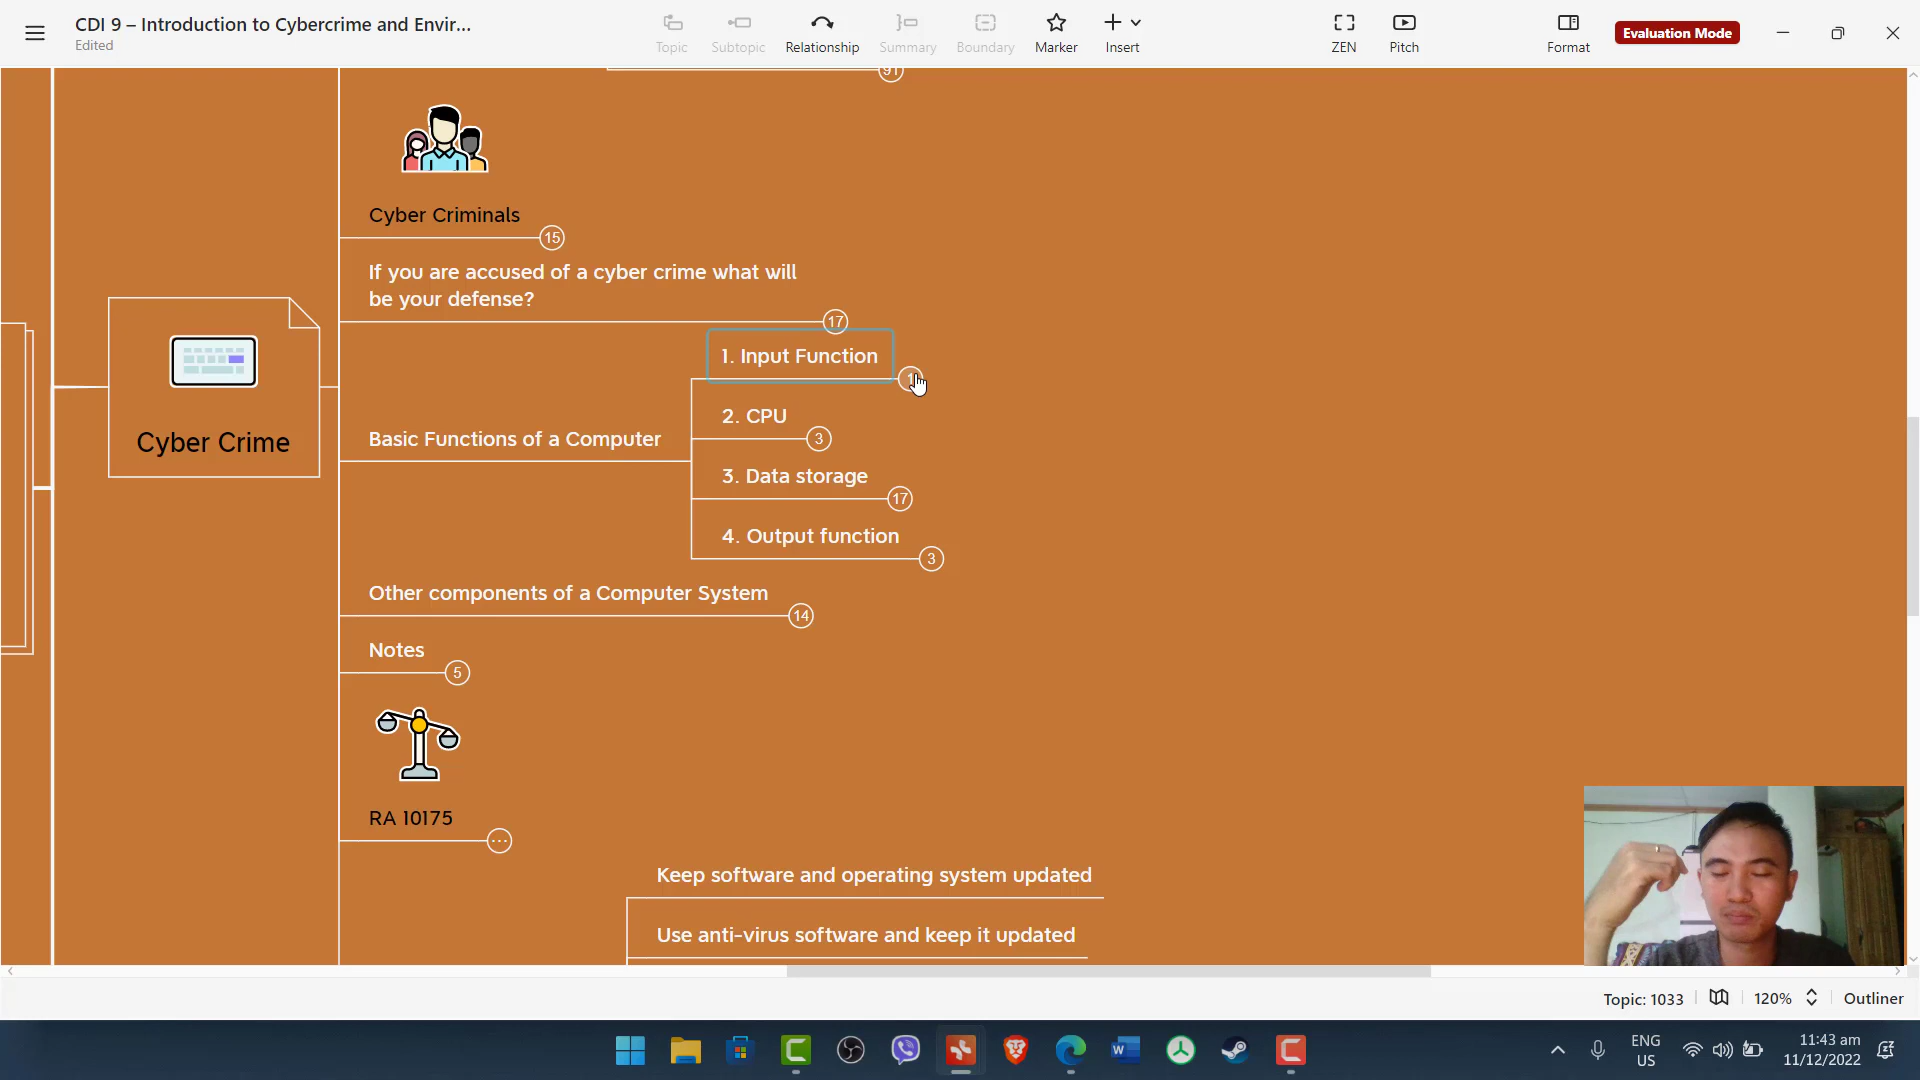 CDI 9 – Introduction to Cybercrime and Envir...
Edited
Topic
Subtopic
Relationship
Summary
Boundary
Marker
Insert
ZEN
Pitch
Format
Evaluation Mode
91
Cyber Criminals
15
If you are accused of a cyber crime what will
be your defense?
17
1. Input Function
2. CPU
3
Basic Functions of a Computer
3. Data storage
17
4. Output function
3
Cyber Crime
Other components of a Computer System
14
Notes
5
RA 10175
...
Keep software and operating system updated
Use anti-virus software and keep it updated
Topic: 1033
120%
Outliner
ENG
US
11:43 am
11/12/2022